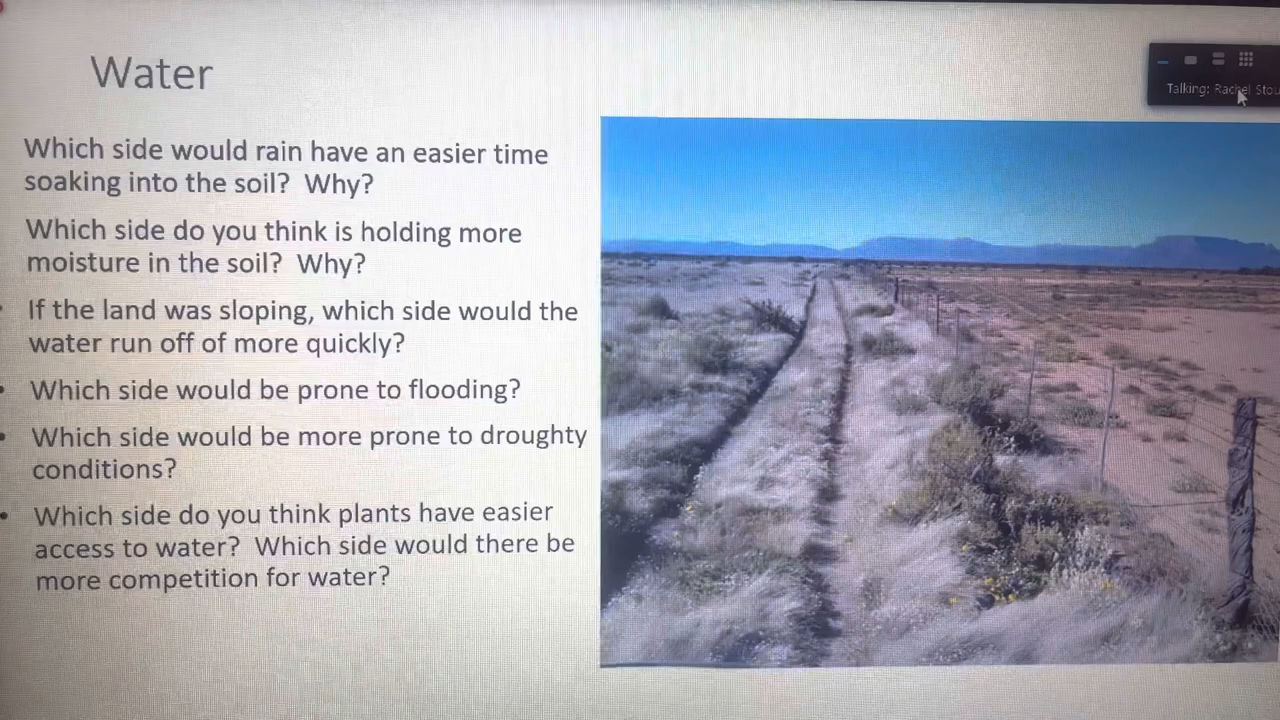 Water
Talking: Rachel
Which side would rain have an easier time
soaking into the soil? Why?
Which side do you think is holding more
moisture in the soil? Why?
If the land was sloping, which side would the
water run off of more quickly?
Which side would be prone to flooding?
Which side would be more prone to droughty
conditions?
Which side do you think plants have easier
access to water? Which side would there be
more competition for water?